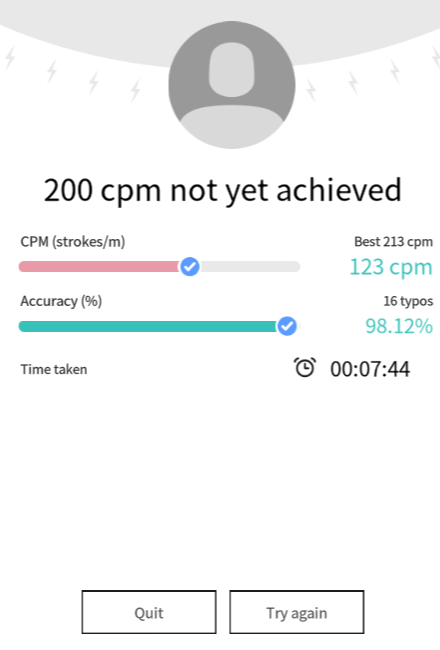 200 cpm not yet achieved
CPM (strokes/m) Best 213 cpm
123 cpm
Accuracy (%) 16 typos
98.12%
Time taken 00:07:44
Quit Try again